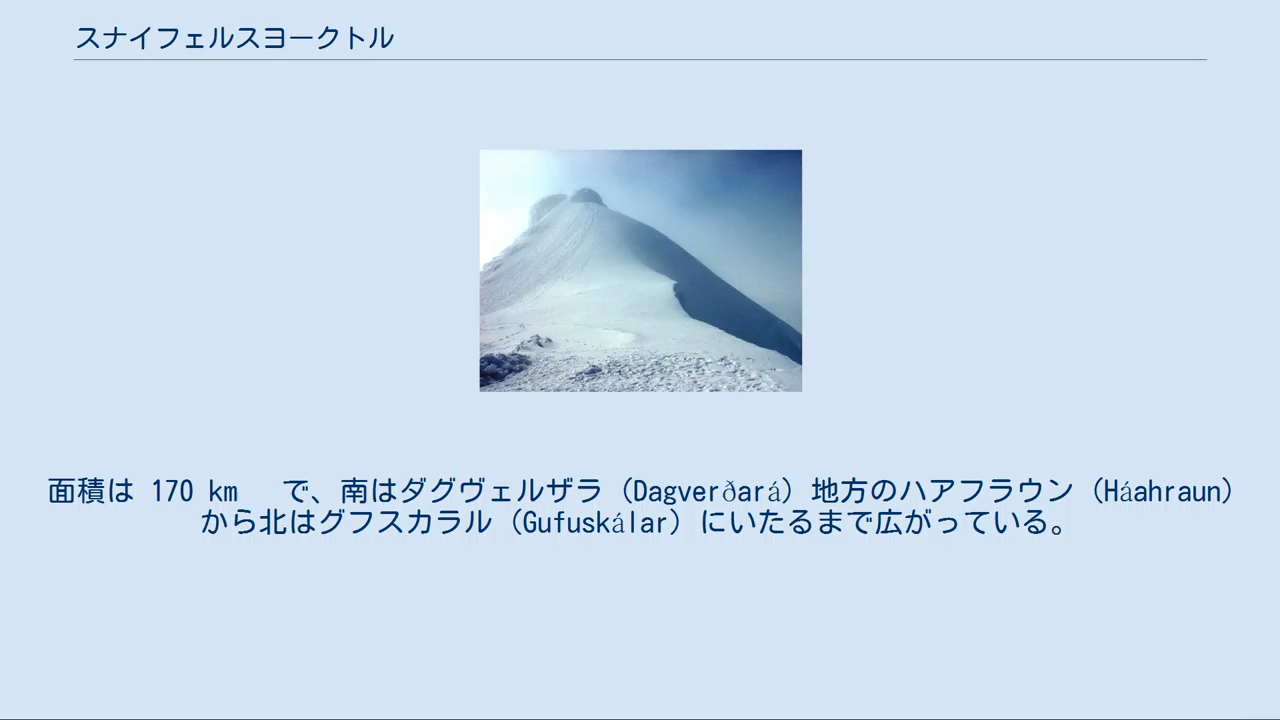 スナイフェルスヨークトル
面積は 170 km で、南はダグヴェルザラ（Dagverðará）地方のハアフラウン（Háahraun）
から北はグフスカラル（Gufuskálar）にいたるまで広がっている。